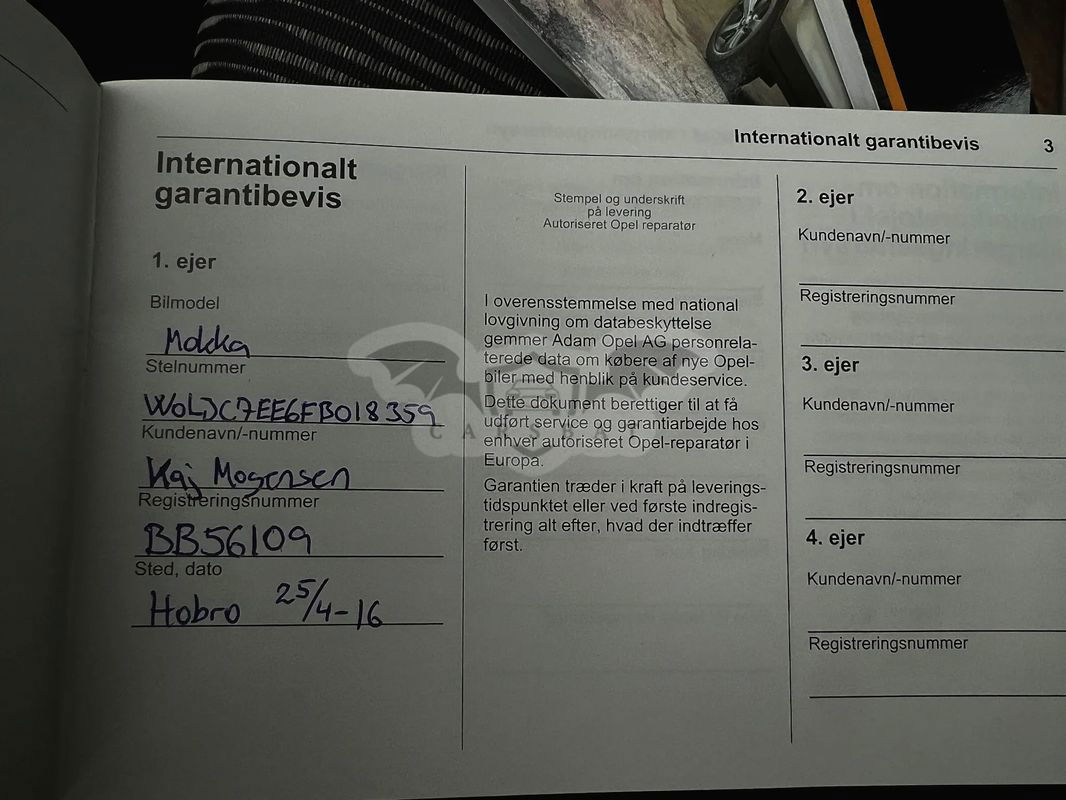 Internationalt garantibevis 3
Internationalt
garantibevis
1. ejer
Bilmodel
Mokka
Stelnummer
WOLJC7EE6FB018359
Kundenavn/-nummer
Kaj Mogensen
Registreringsnummer
BB56109
Sted, dato
Hobro 25/4-16
Stempel og underskrift
på levering
Autoriseret Opel reparatør
I overensstemmelse med national
lovgivning om databeskyttelse
gemmer Adam Opel AG personrela-
terede data om købere af nye Opel-
biler med henblik på kundeservice.
Dette dokument berettiger til at få
udført service og garantiarbejde hos
enhver autoriseret Opel-reparatør i
Europa.
Garantien træder i kraft på leverings-
tidspunktet eller ved første indregis-
trering alt efter, hvad der indtræffer
først.
CARSBAT
2. ejer
Kundenavn/-nummer
Registreringsnummer
3. ejer
Kundenavn/-nummer
Registreringsnummer
4. ejer
Kundenavn/-nummer
Registreringsnummer